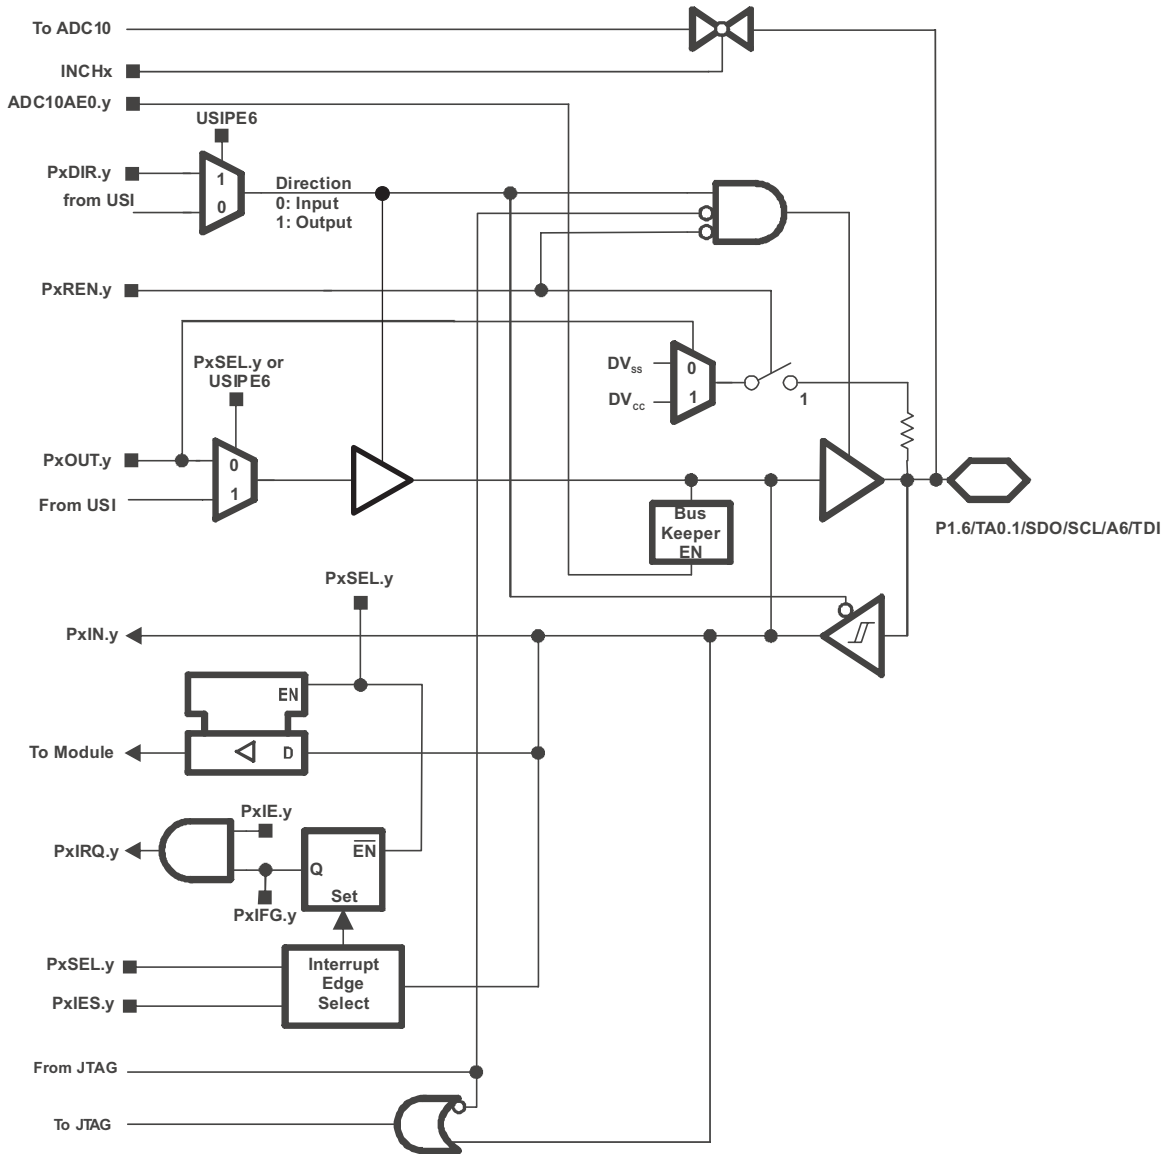 To ADC10
INCHx
ADC10AE0.y
USIPE6
PxDIR.y
1
from USI
0
Direction
0: Input
1: Output
PxREN.y
PxSEL.y or
USIPE6
DVSS
0
DVCC
1
1
PxOUT.y
0
From USI
1
Bus
Keeper
EN
P1.6/TA0.1/SDO/SCL/A6/TDI
PxSEL.y
PxIN.y
EN
To Module
D
PxIE.y
PxIRQ.y
EN
Q
Set
PxIFG.y
PxSEL.y
Interrupt
Edge
Select
PxIES.y
From JTAG
To JTAG